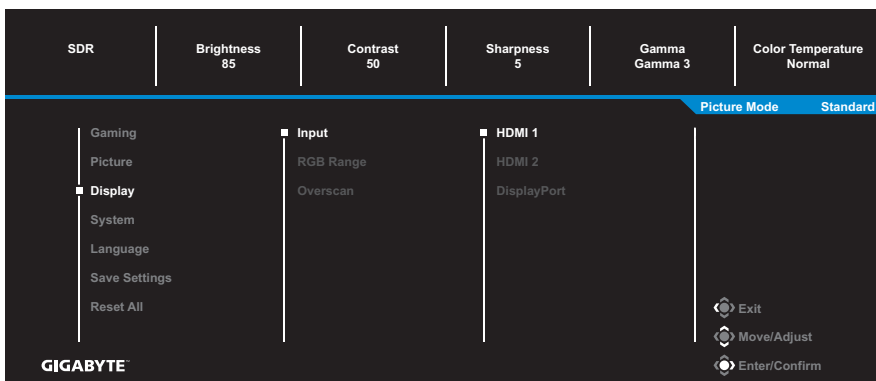 SDR
Brightness
85
Contrast
50
Sharpness
5
Gamma
Gamma 3
Color Temperature
Normal
Picture Mode Standard
Gaming
Picture
Display
System
Language
Save Settings
Reset All
Input
RGB Range
Overscan
HDMI 1
HDMI 2
DisplayPort
Exit
Move/Adjust
Enter/Confirm
GIGABYTE™